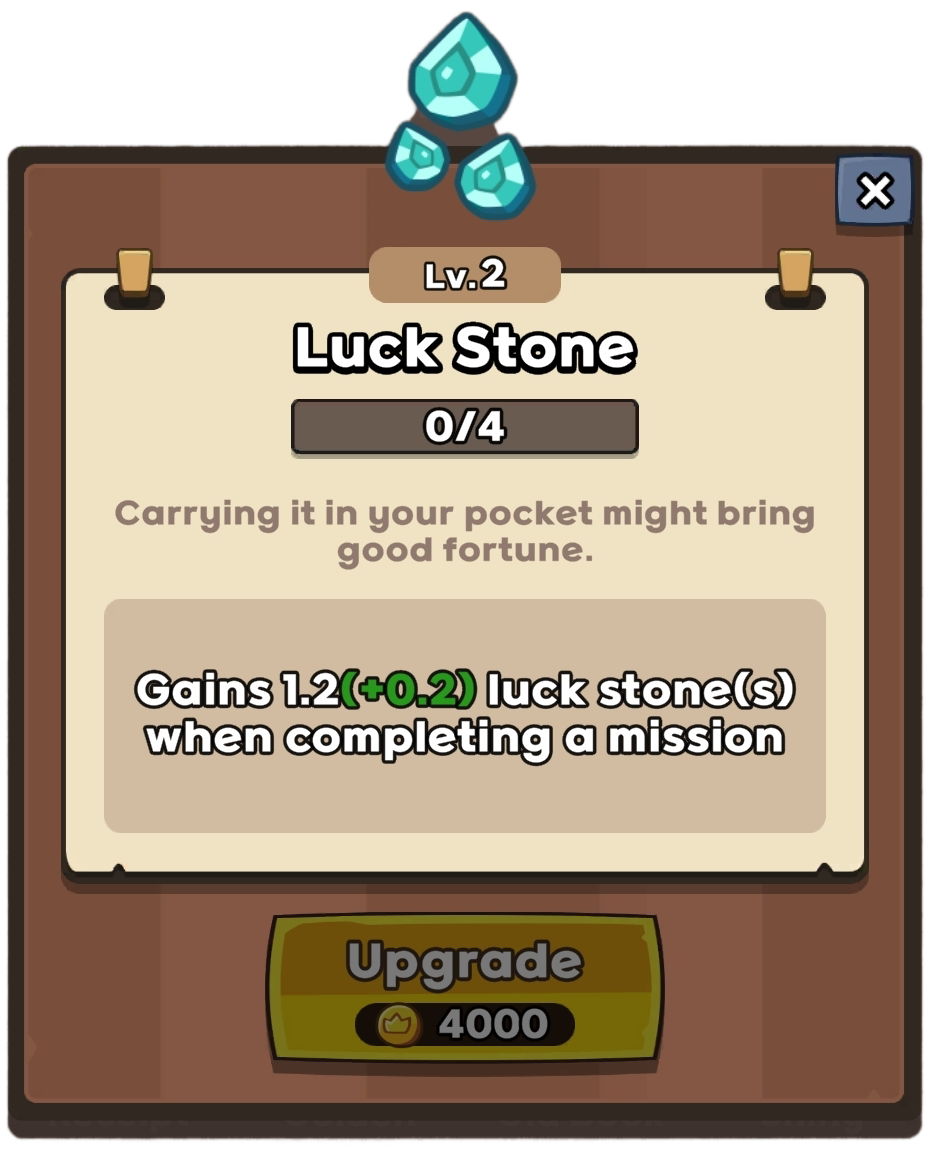 Lv.2
Luck Stone
0/4
Carrying it in your pocket might bring
good fortune.
Gains 1.2(+0.2) luck stone(s)
when completing a mission
Upgrade
4000